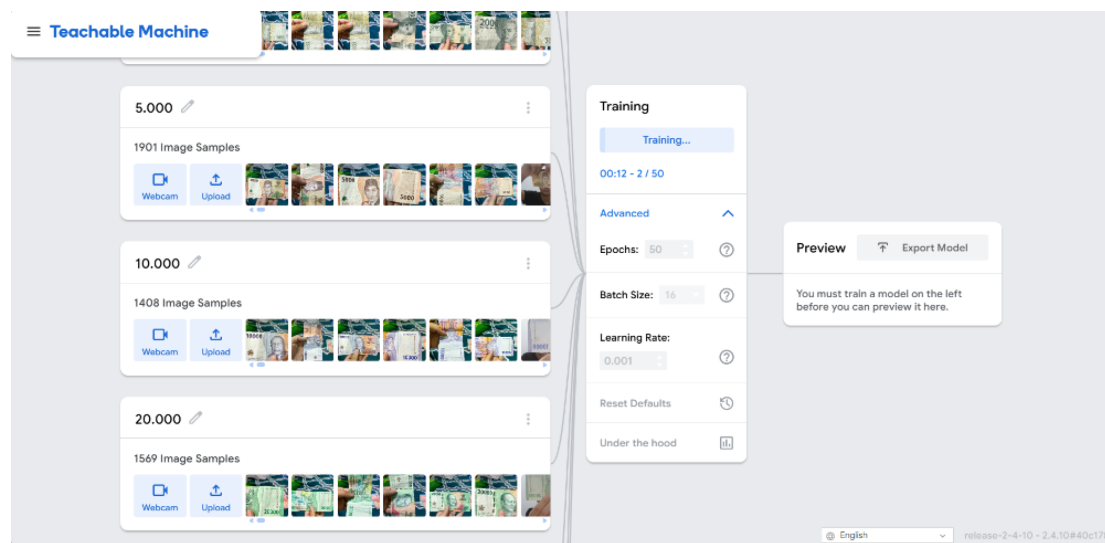 Teachable Machine
5.000
1901 Image Samples
Webcam
Upload
10.000
1408 Image Samples
Webcam
Upload
20.000
1569 Image Samples
Webcam
Upload
Training
Training...
00:12 - 2 / 50
Advanced
Epochs: 50
Batch Size: 16
Learning Rate:
0.001
Reset Defaults
Under the hood
Preview
Export Model
You must train a model on the left
before you can preview it here.
English
release-2-4-10 - 2.4.10#40c178